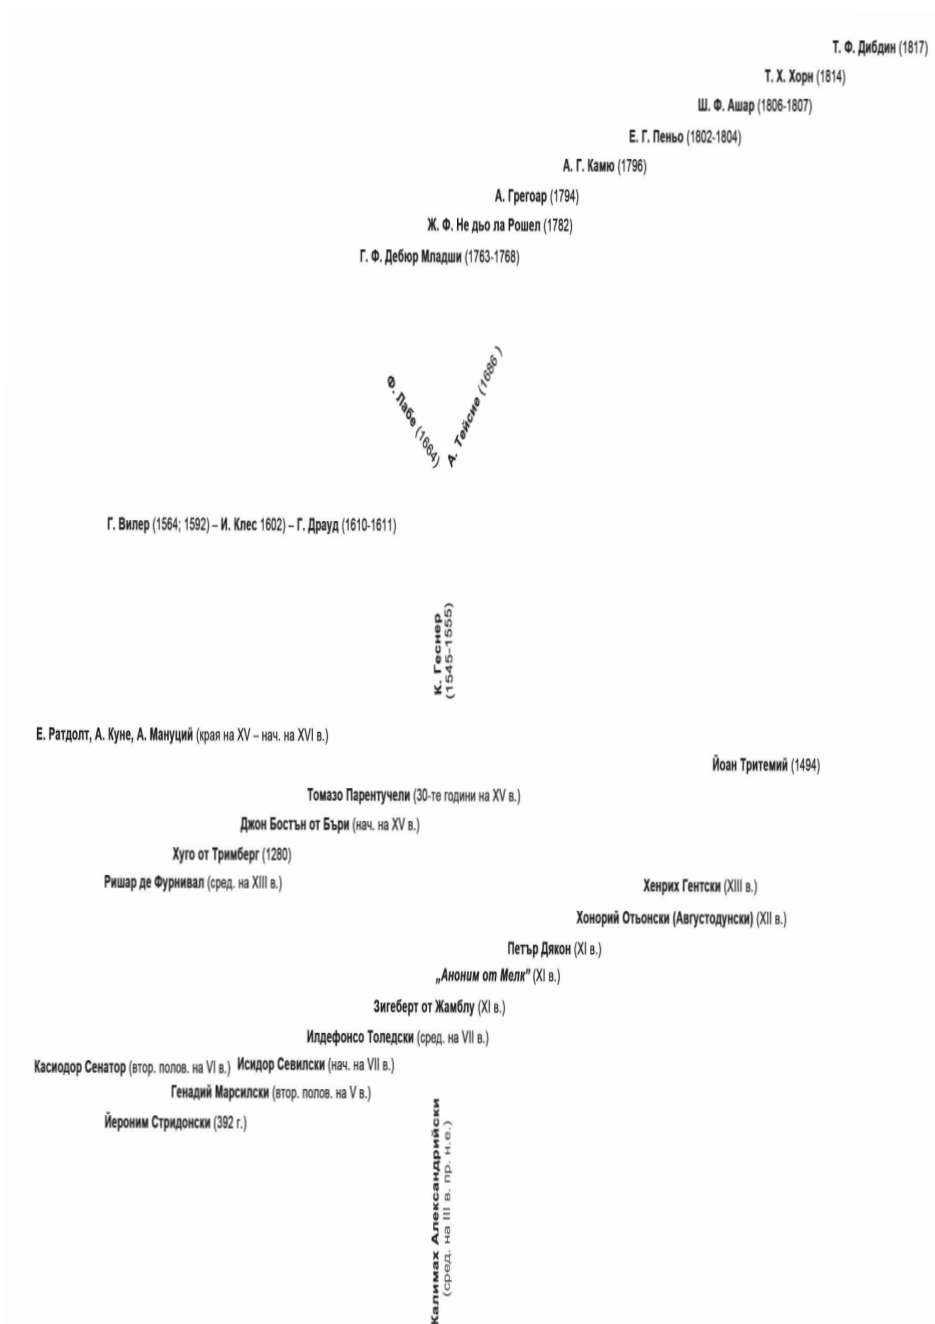 Т. Ф. Дибдин (1817)
Т. Х. Хорн (1814)
Ш. Ф. Ашар (1806-1807)
Е. Г. Пеньо (1802-1804)
А. Г. Камю (1796)
А. Грегоар (1794)
Ж. Ф. Не дьо ла Рошел (1782)
Г. Ф. Дебюр Младши (1763-1768)
Ф. Лабе (1664)
А. Тейсие (1686 )
Г. Вилер (1564; 1592) – И. Клес 1602) – Г. Драуд (1610-1611)
К. Геснер
(1545-1555)
Е. Ратдолт, А. Куне, А. Мануций (края на XV – нач. на XVI в.)
Йоан Тритемий (1494)
Томазо Парентучели (30-те години на XV в.)
Джон Бостън от Бъри (нач. на XV в.)
Хуго от Тримберг (1280)
Ришар де Фурнивал (сред. на XIII в.)
Хенрих Гентски (XIII в.)
Хонорий Отьонски (Августодунски) (XII в.)
Петър Дякон (XI в.)
„Аноним от Мелк” (XI в.)
Зигеберт от Жамблу (XI в.)
Илдефонсо Толедски (сред. на VII в.)
Касиодор Сенатор (втор. полов. на VI в.) Исидор Севилски (нач. на VII в.)
Генадий Марсилски (втор. полов. на V в.)
Йероним Стридонски (392 г.)
Калимах Александрийски
(сред. на III в. пр. н.е.)